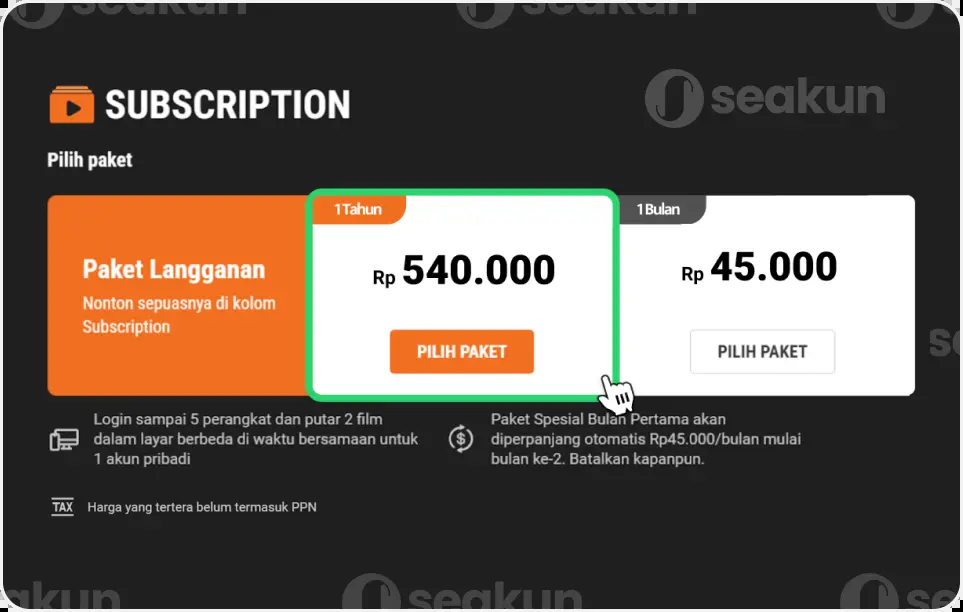 seakun
SUBSCRIPTION
seakun
Pilih paket
1Tahun
1Bulan
Paket Langganan
Nonton sepuasnya di kolom
Subscription
Rp 540.000
PILIH PAKET
Rp 45.000
PILIH PAKET
Login sampai 5 perangkat dan putar 2 film
dalam layar berbeda di waktu bersamaan untuk
1 akun pribadi
Paket Spesial Bulan Pertama akan
diperpanjang otomatis Rp45.000/bulan mulai
bulan ke-2. Batalkan kapanpun.
TAX
Harga yang tertera belum termasuk PPN
seakun